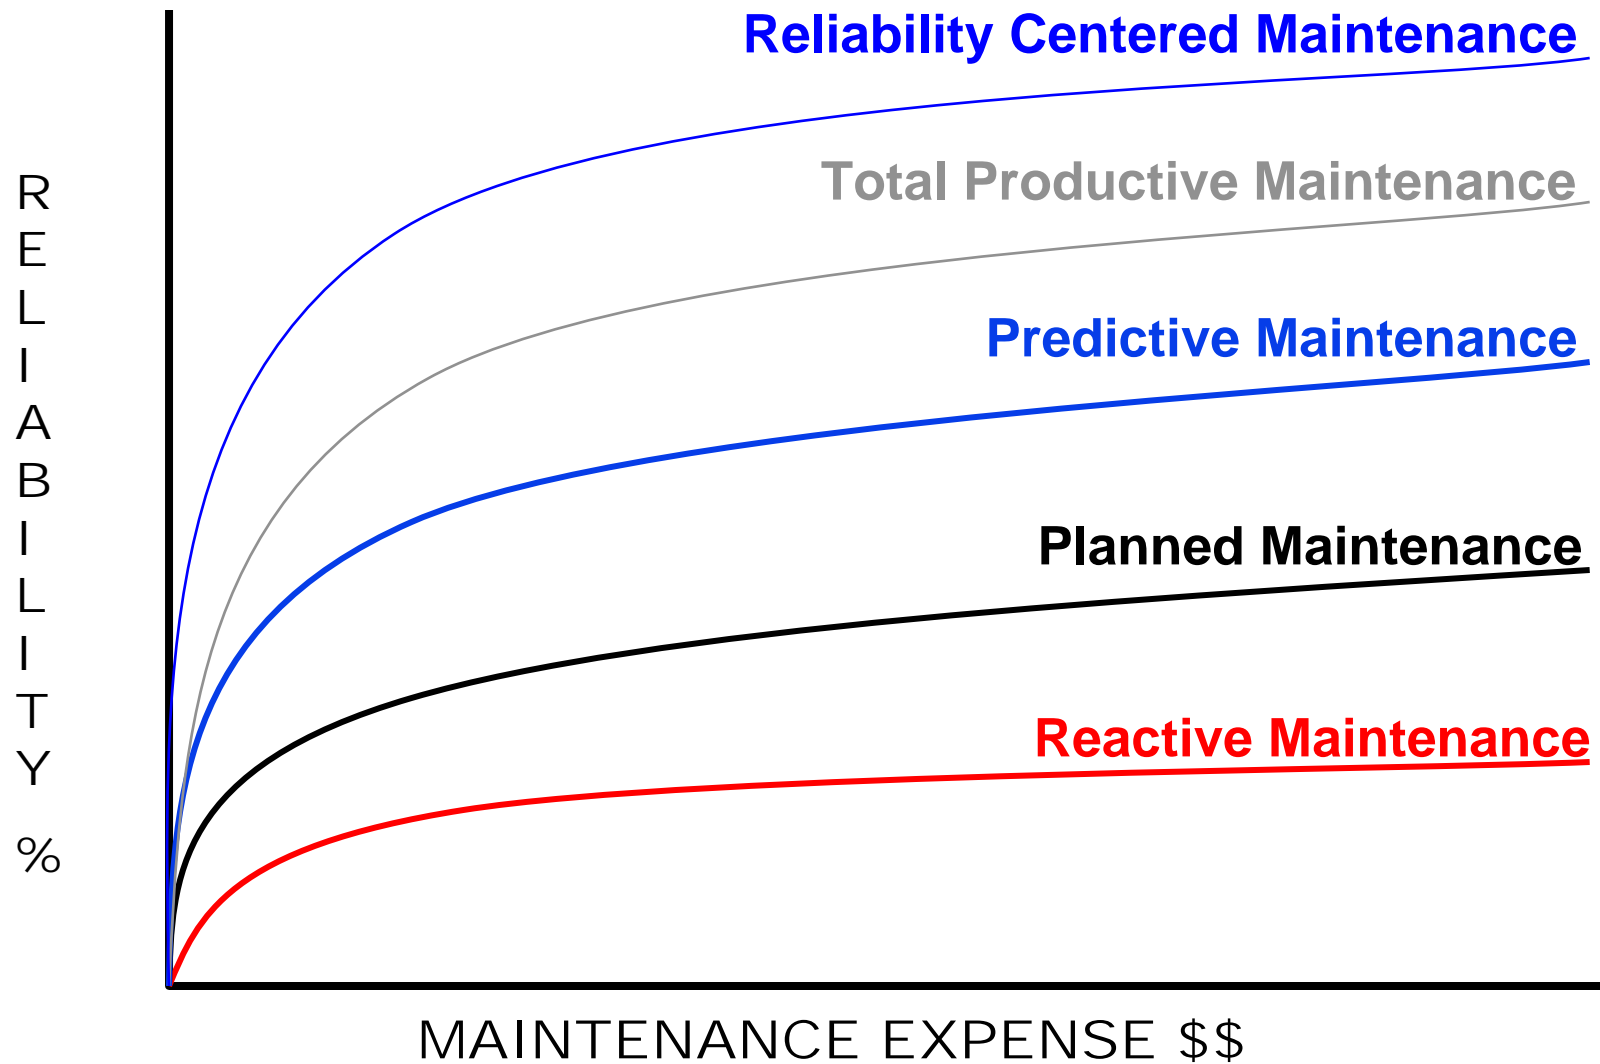 Reliability Centered Maintenance
Total Productive Maintenance
Predictive Maintenance
Planned Maintenance
Reactive Maintenance
RELIABILITY %
MAINTENANCE EXPENSE $$